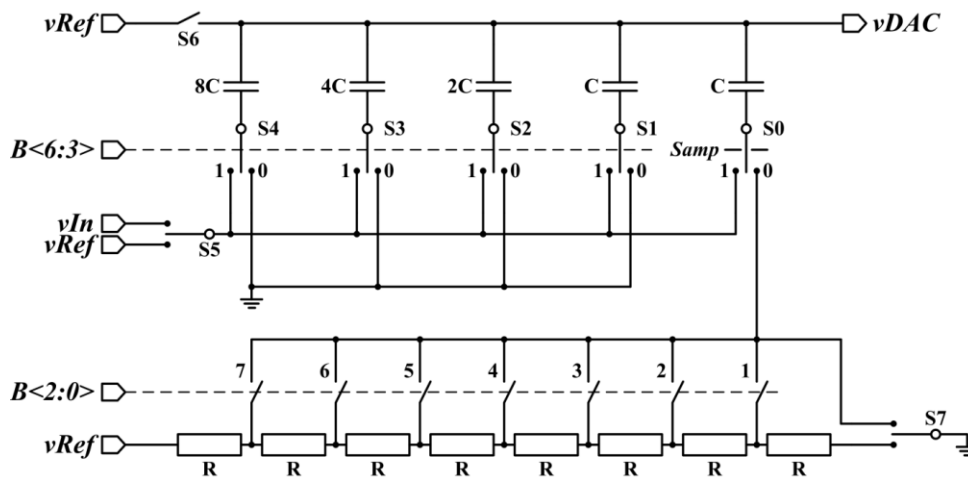 vRef S6 vDAC
8C 4C 2C C C
S4 S3 S2 S1 S0
B<6:3> Samp
1 0 1 0 1 0 1 0 1 0
vIn
vRef S5
7 6 5 4 3 2 1
B<2:0>
S7
vRef
R R R R R R R R